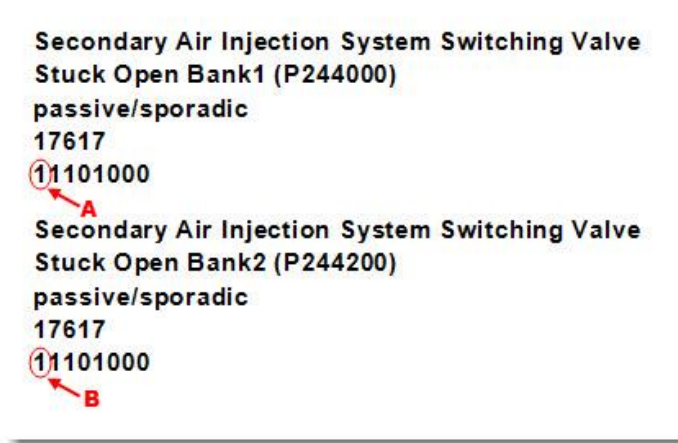 Secondary Air Injection System Switching Valve
Stuck Open Bank1 (P244000)
passive/sporadic
17617
11101000
A
Secondary Air Injection System Switching Valve
Stuck Open Bank2 (P244200)
passive/sporadic
17617
11101000
B